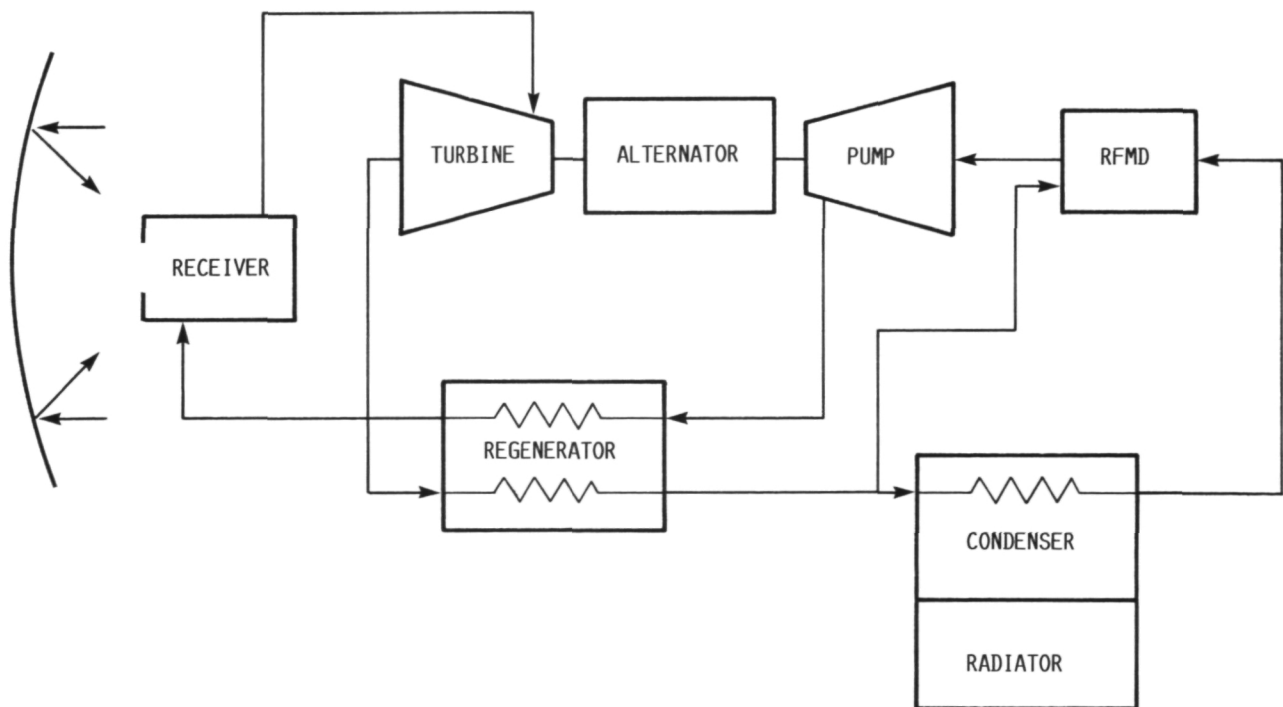 TURBINE
ALTERNATOR
PUMP
RFMD
RECEIVER
REGENERATOR
CONDENSER
RADIATOR